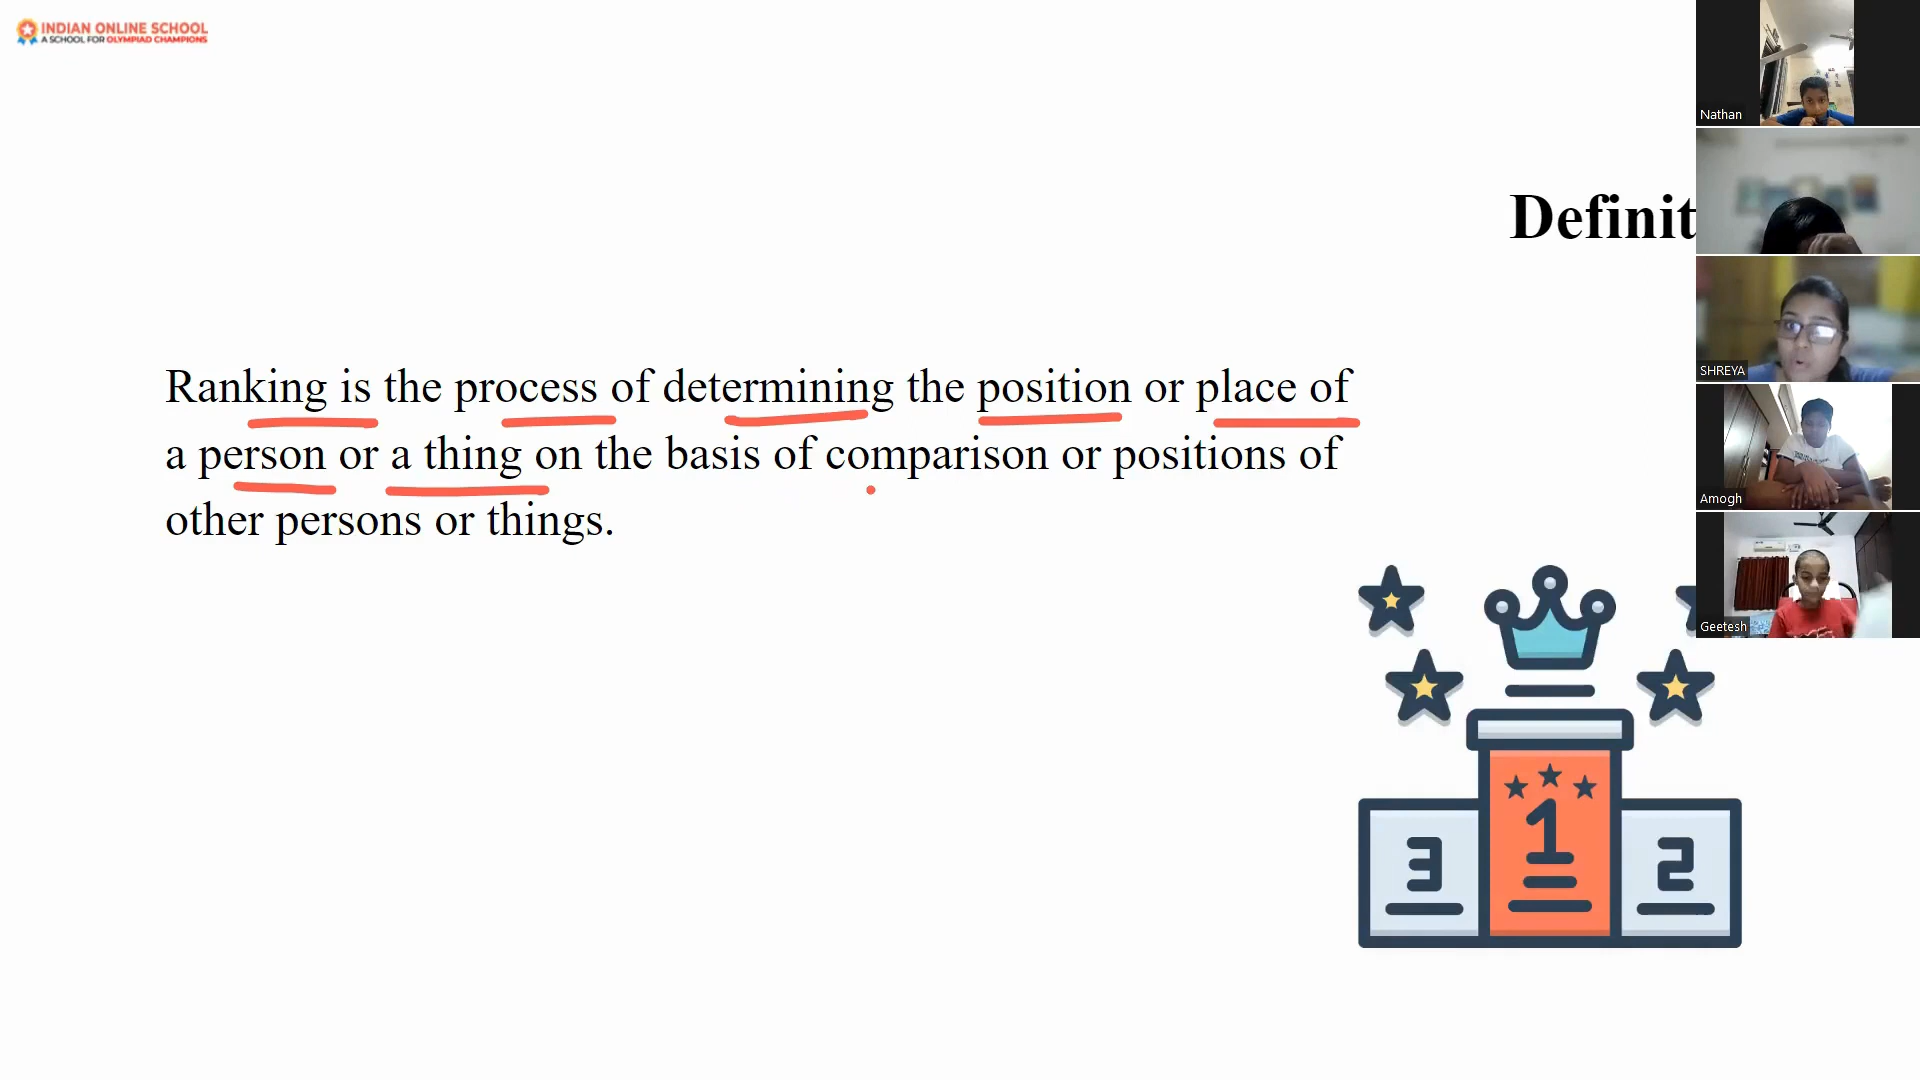 INDIAN ONLINE SCHOOL
A SCHOOL FOR OLYMPIAD CHAMPIONS
Definit
Ranking is the process of determining the position or place of
a person or a thing on the basis of comparison or positions of
other persons or things.
3
1
2
Nathan
SHREYA
Amogh
Geetesh